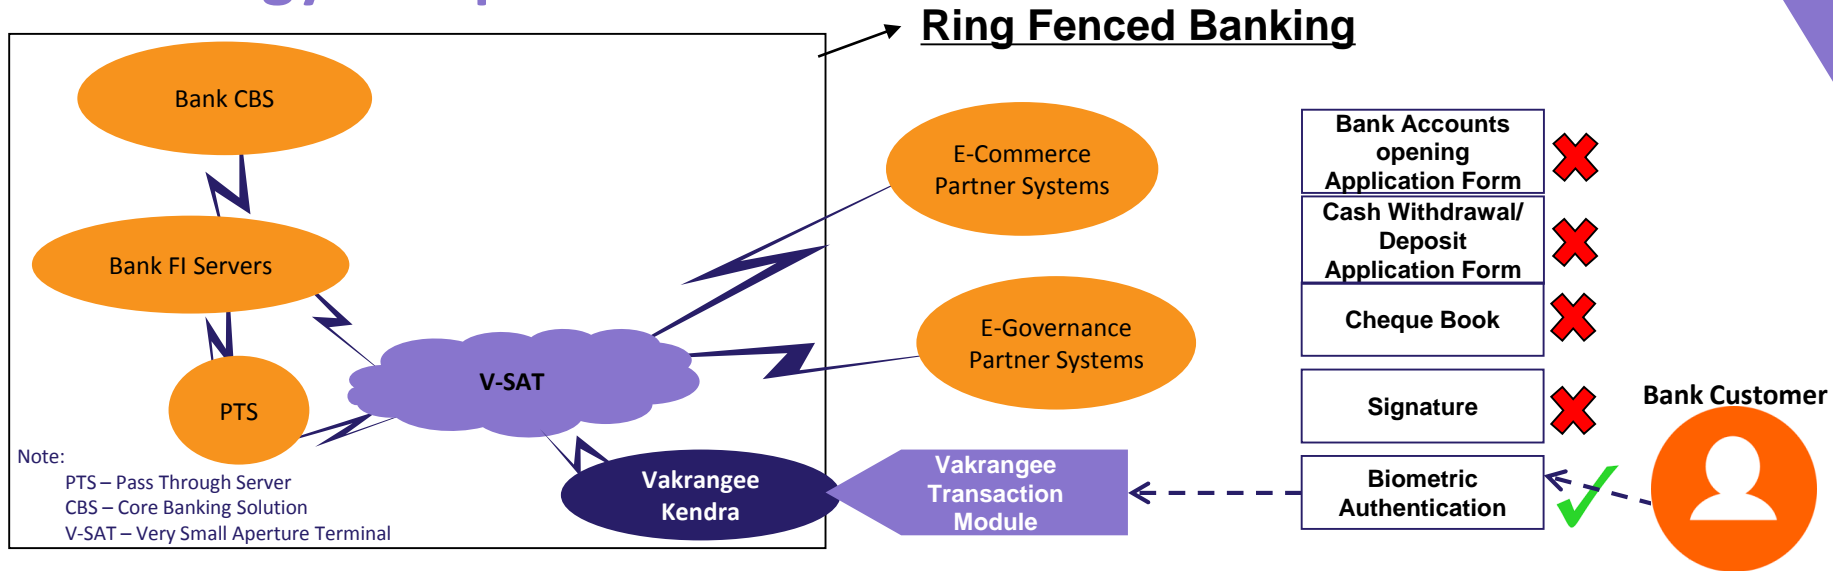 Ring Fenced Banking
Bank CBS
Bank FI Servers
PTS
V-SAT
Vakrangee
Kendra
Note:
PTS – Pass Through Server
CBS – Core Banking Solution
V-SAT – Very Small Aperture Terminal
E-Commerce
Partner Systems
E-Governance
Partner Systems
Vakrangee
Transaction
Module
Bank Accounts
opening
Application Form
Cash Withdrawal/
Deposit
Application Form
Cheque Book
Signature
Biometric
Authentication
Bank Customer